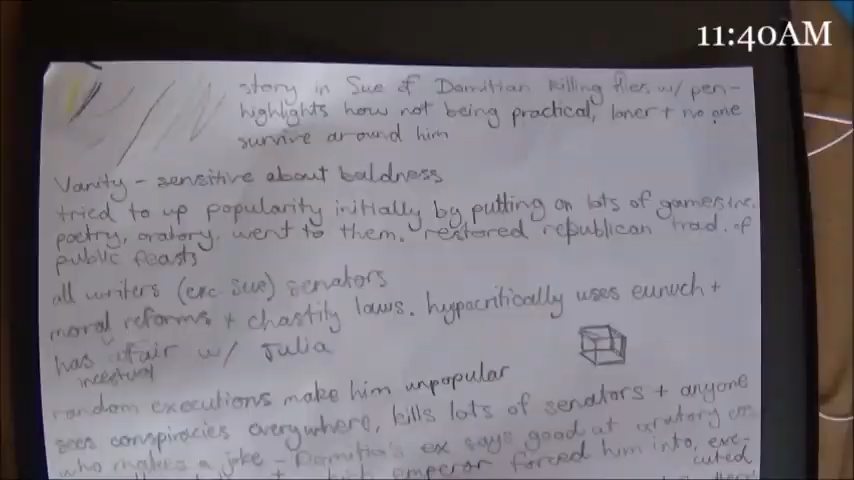 11:40AM
story in Sue of Domitian killing flies w/ pen -
highlights how not being practical, loner + no one
survive around him
Vanity - sensitive about baldness
tried to up popularity initially by putting on lots of games inc.
poetry, oratory. went to them. restored republican trad. of
public feasts
all writers (exc. Sue) senators
moral reforms + chastity laws. hypocritically uses eunuch +
has afair w/ Julia
incestual
random executions make him unpopular
sees conspiracies everywhere, kills lots of senators + anyone
who makes a joke - Domitia's ex says good at oratory
emperor forced him into, exe-
cuted